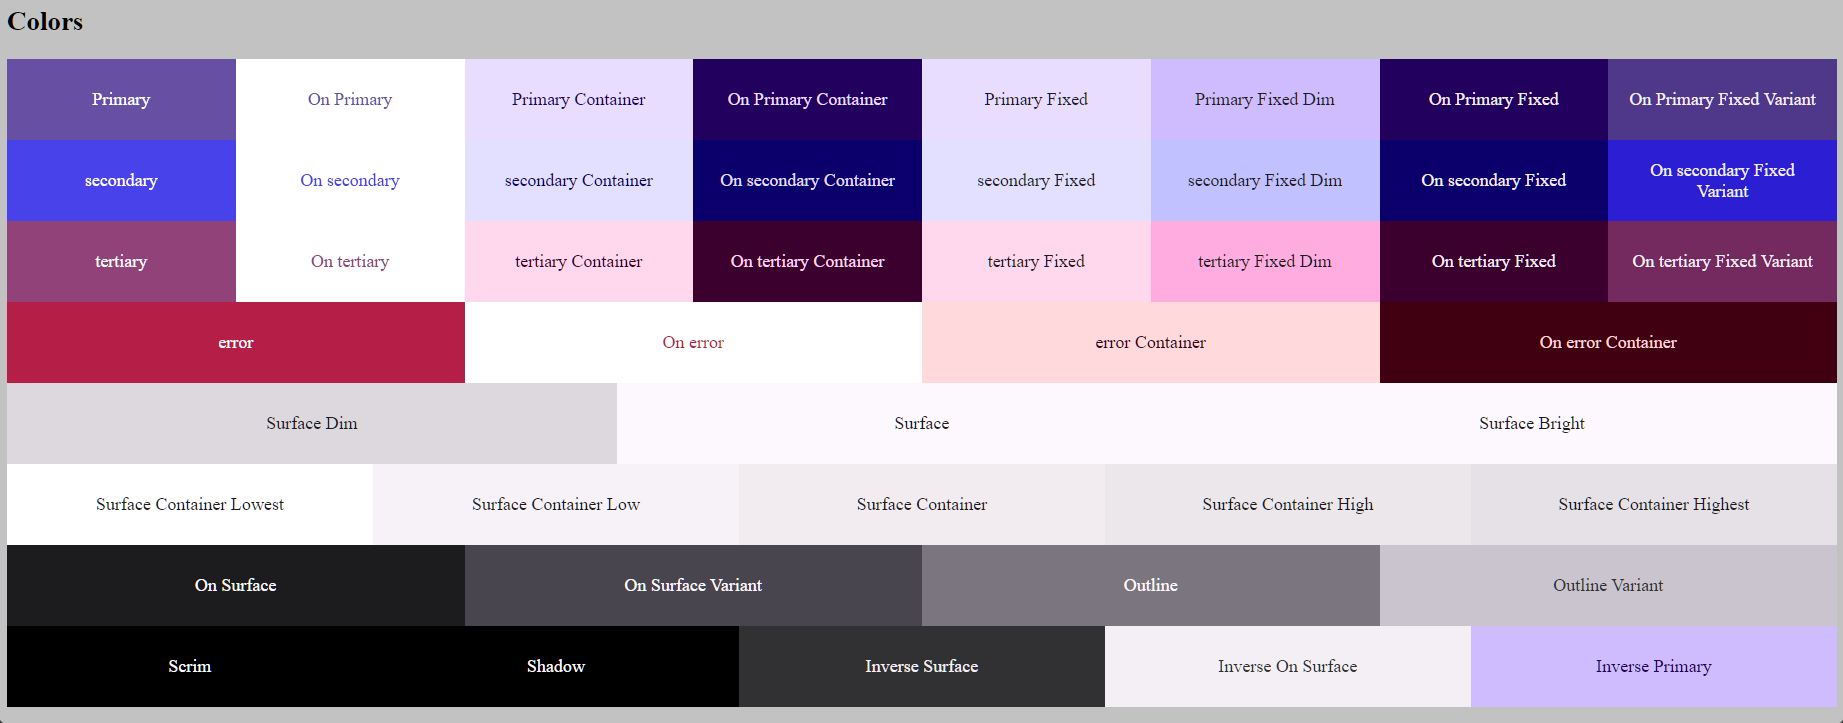 Colors
Primary
On Primary
Primary Container
On Primary Container
Primary Fixed
Primary Fixed Dim
On Primary Fixed
On Primary Fixed Variant
secondary
On secondary
secondary Container
On secondary Container
secondary Fixed
secondary Fixed Dim
On secondary Fixed
On secondary Fixed
Variant
tertiary
On tertiary
tertiary Container
On tertiary Container
tertiary Fixed
tertiary Fixed Dim
On tertiary Fixed
On tertiary Fixed Variant
error
On error
error Container
On error Container
Surface Dim
Surface
Surface Bright
Surface Container Lowest
Surface Container Low
Surface Container
Surface Container High
Surface Container Highest
On Surface
On Surface Variant
Outline
Outline Variant
Scrim
Shadow
Inverse Surface
Inverse On Surface
Inverse Primary